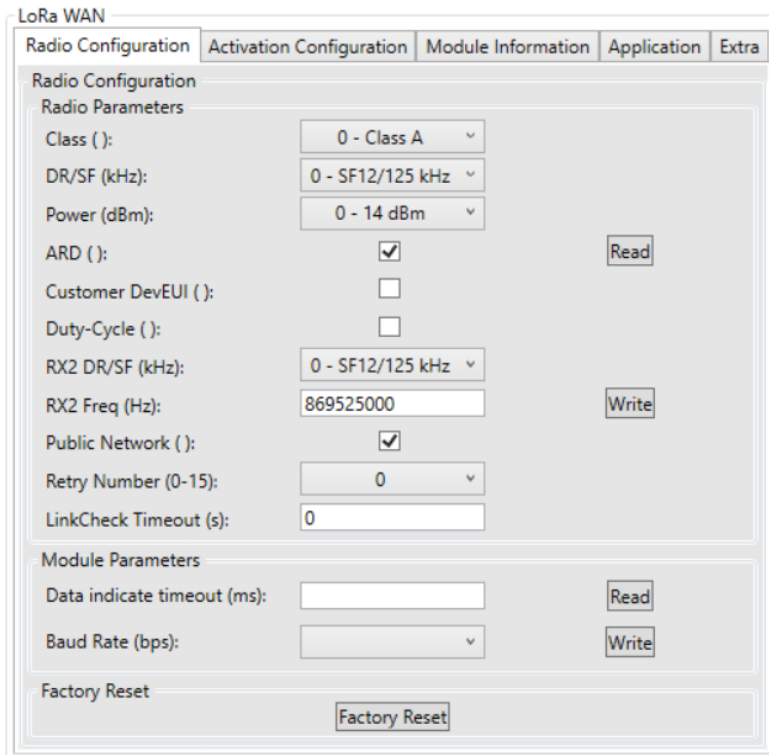 LoRa WAN
Radio Configuration Activation Configuration Module Information Application Extra
Radio Configuration
Radio Parameters
Class ( ): 0 - Class A
DR/SF (kHz): 0 - SF12/125 kHz
Power (dBm): 0 - 14 dBm
ARD ( ): Read
Customer DevEUI ( ):
Duty-Cycle ( ):
RX2 DR/SF (kHz): 0 - SF12/125 kHz
RX2 Freq (Hz): 869525000 Write
Public Network ( ):
Retry Number (0-15): 0
LinkCheck Timeout (s): 0
Module Parameters
Data indicate timeout (ms): Read
Baud Rate (bps): Write
Factory Reset
Factory Reset